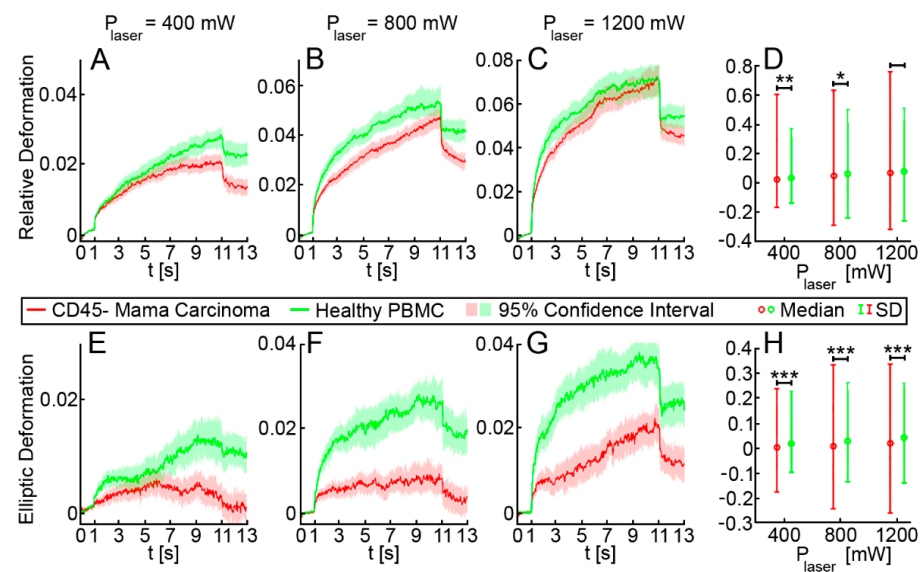 P_laser = 400 mW P_laser = 800 mW P_laser = 1200 mW
A B C D
Relative Deformation
0.04
0.02
0
0 1 3 5 7 9 11 13
t [s]
0.06
0.04
0.02
0
0 1 3 5 7 9 11 13
t [s]
0.08
0.06
0.04
0.02
0
0 1 3 5 7 9 11 13
t [s]
0.8
0.6
0.4
0.2
0
-0.2
-0.4
** *
400 800 1200
P_laser [mW]
CD45- Mama Carcinoma Healthy PBMC 95% Confidence Interval Median SD
E F G H
Elliptic Deformation
0.02
0
0 1 3 5 7 9 11 13
t [s]
0.04
0.02
0
0 1 3 5 7 9 11 13
t [s]
0.04
0.02
0
0 1 3 5 7 9 11 13
t [s]
0.4
0.3
0.2
0.1
0
-0.1
-0.2
-0.3
*** *** ***
400 800 1200
P_laser [mW]